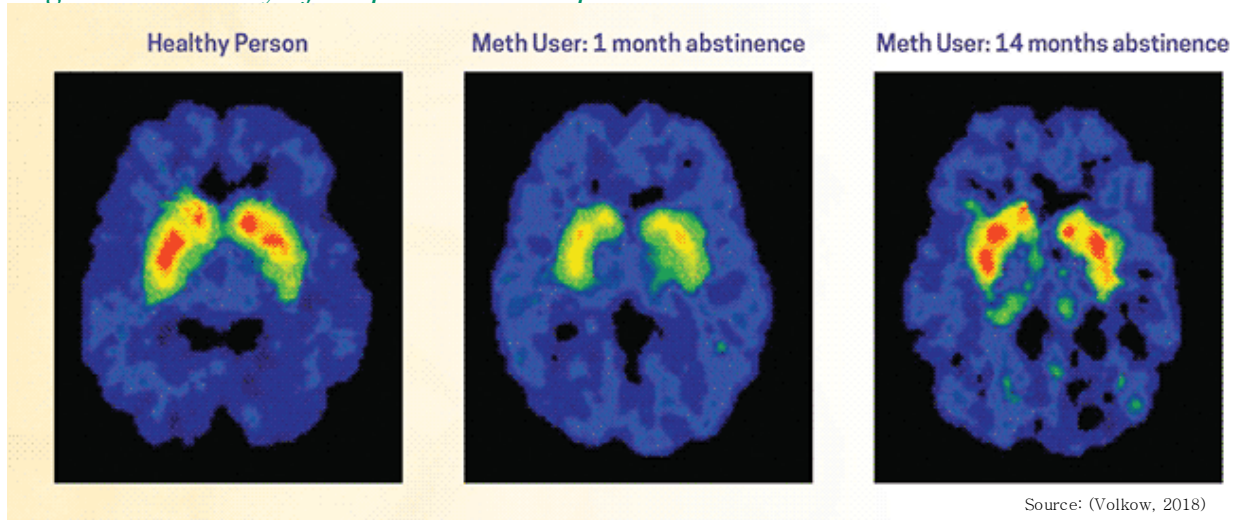 Healthy Person
Meth User: 1 month abstinence
Meth User: 14 months abstinence
Source: (Volkow, 2018)